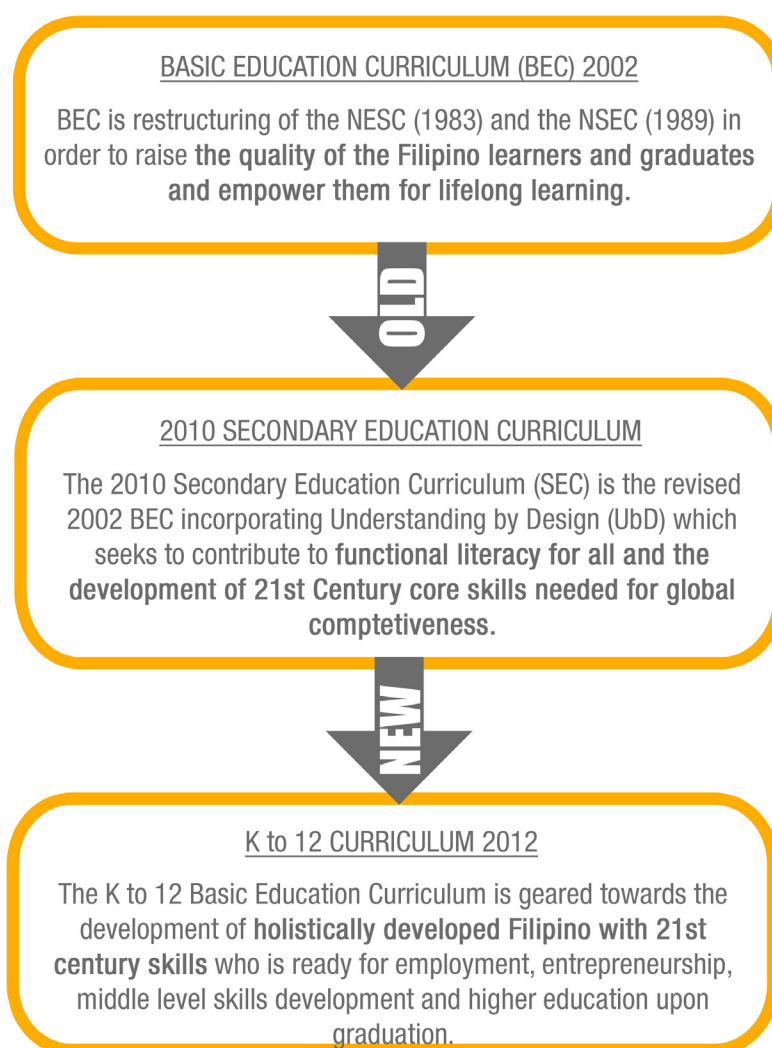 BASIC EDUCATION CURRICULUM (BEC) 2002
BEC is restructuring of the NESC (1983) and the NSEC (1989) in
order to raise the quality of the Filipino learners and graduates
and empower them for lifelong learning.
OLD
2010 SECONDARY EDUCATION CURRICULUM
The 2010 Secondary Education Curriculum (SEC) is the revised
2002 BEC incorporating Understanding by Design (UbD) which
seeks to contribute to functional literacy for all and the
development of 21st Century core skills needed for global
comptetiveness.
NEW
K to 12 CURRICULUM 2012
The K to 12 Basic Education Curriculum is geared towards the
development of holistically developed Filipino with 21st
century skills who is ready for employment, entrepreneurship,
middle level skills development and higher education upon
graduation.